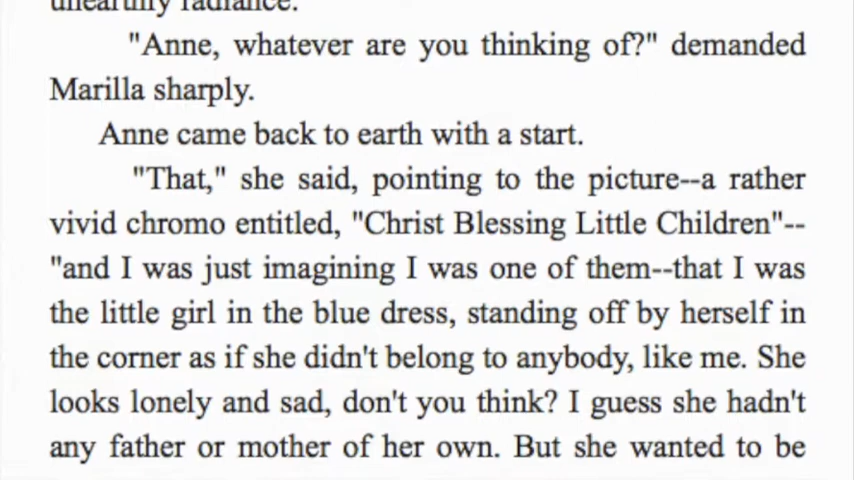 unearthly radiance.
"Anne, whatever are you thinking of?" demanded
Marilla sharply.
Anne came back to earth with a start.
"That," she said, pointing to the picture--a rather
vivid chromo entitled, "Christ Blessing Little Children"--
"and I was just imagining I was one of them--that I was
the little girl in the blue dress, standing off by herself in
the corner as if she didn't belong to anybody, like me. She
looks lonely and sad, don't you think? I guess she hadn't
any father or mother of her own. But she wanted to be